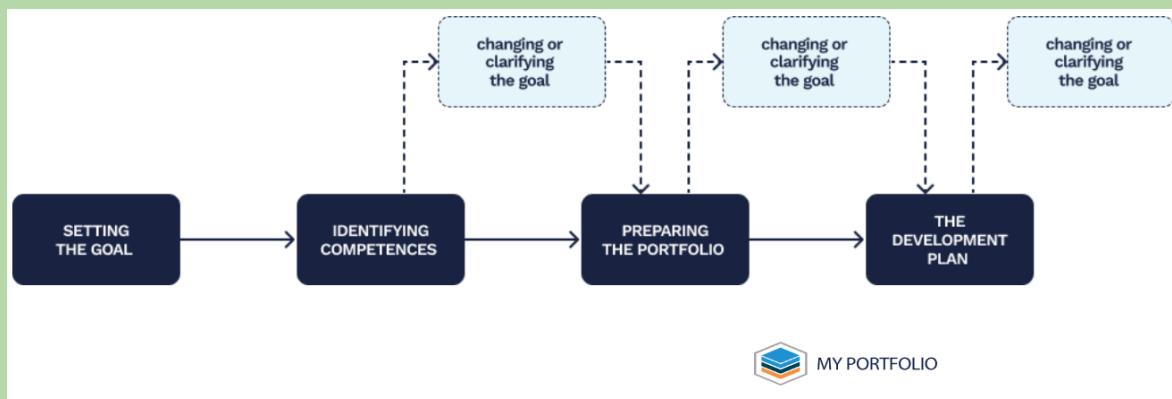 changing or
clarifying
the goal
changing or
clarifying
the goal
changing or
clarifying
the goal
SETTING
THE GOAL
IDENTIFYING
COMPETENCES
PREPARING
THE PORTFOLIO
THE
DEVELOPMENT
PLAN
MY PORTFOLIO